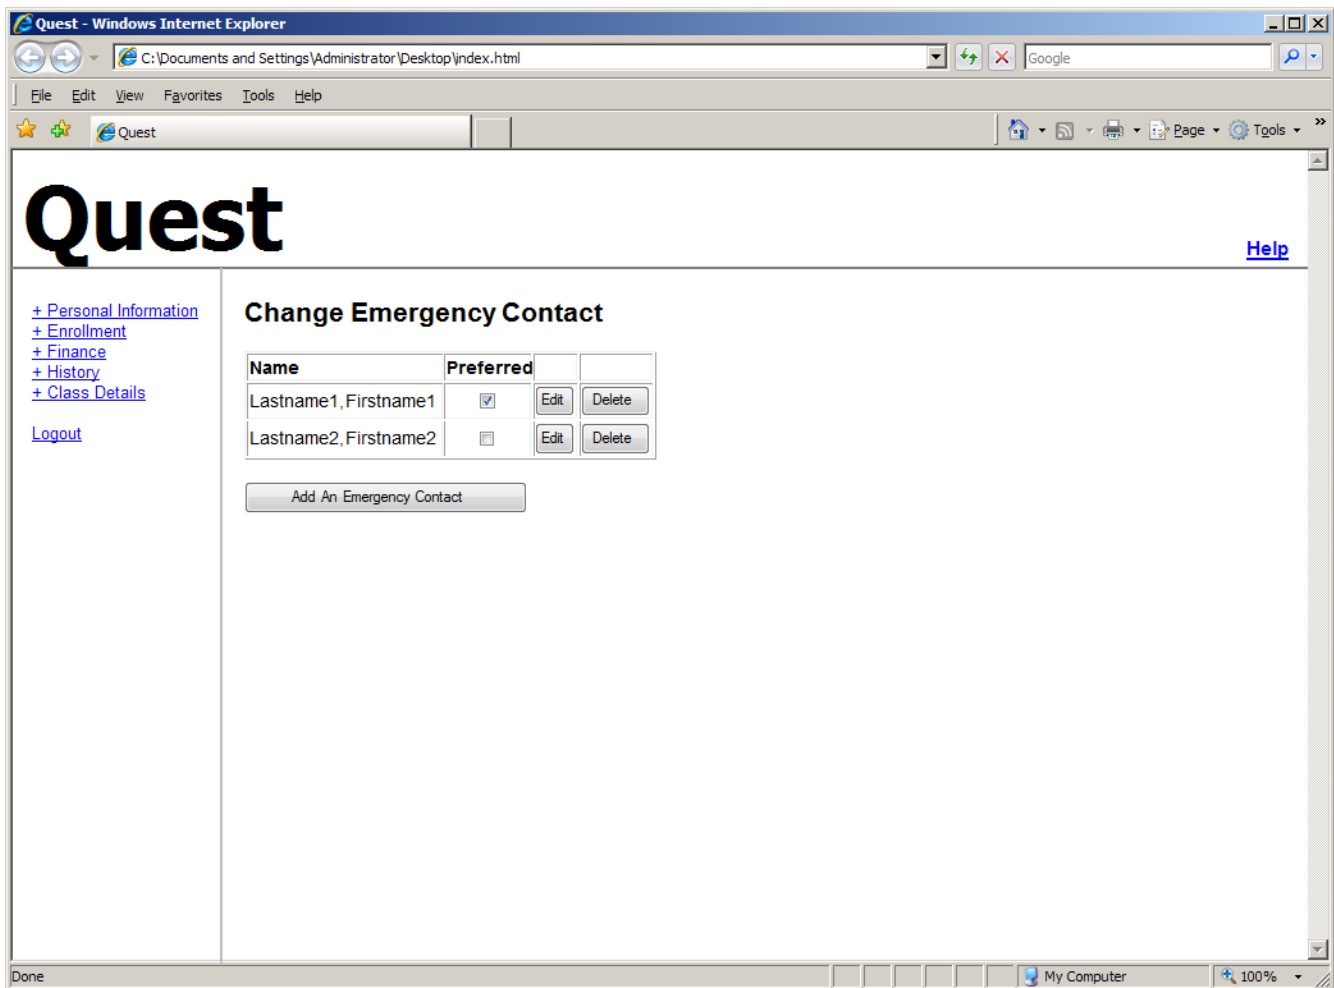 Quest - Windows Internet Explorer
C:\Documents and Settings\Administrator\Desktop\index.html
Google
File Edit View Favorites Tools Help
Quest
Page Tools »
Quest
Help
+ Personal Information
+ Enrollment
+ Finance
+ History
+ Class Details
Logout
Change Emergency Contact
Name Preferred
Lastname1,Firstname1 Edit Delete
Lastname2,Firstname2 Edit Delete
Add An Emergency Contact
Done My Computer 100%